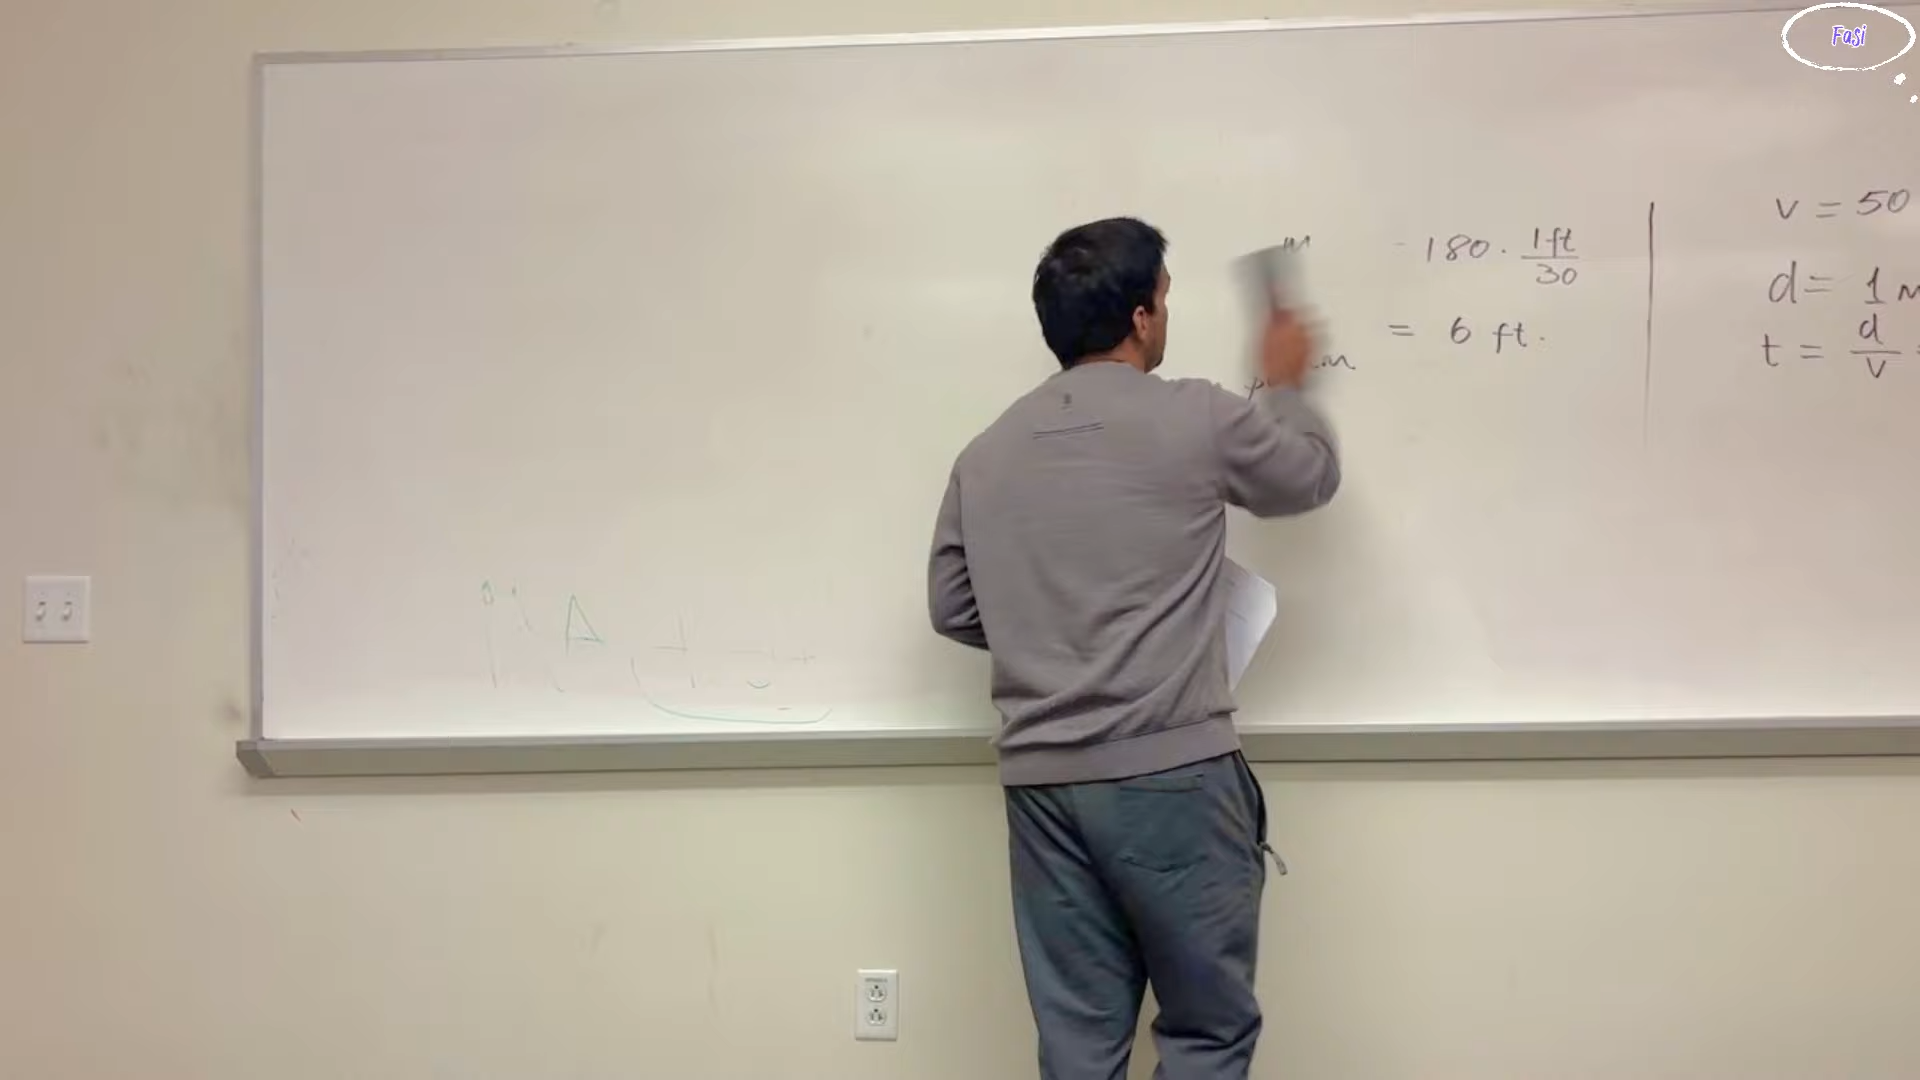 Fasi
180 · 1ft/30
= 6 ft.
v = 50
d = 1 m
t = d/v =
A